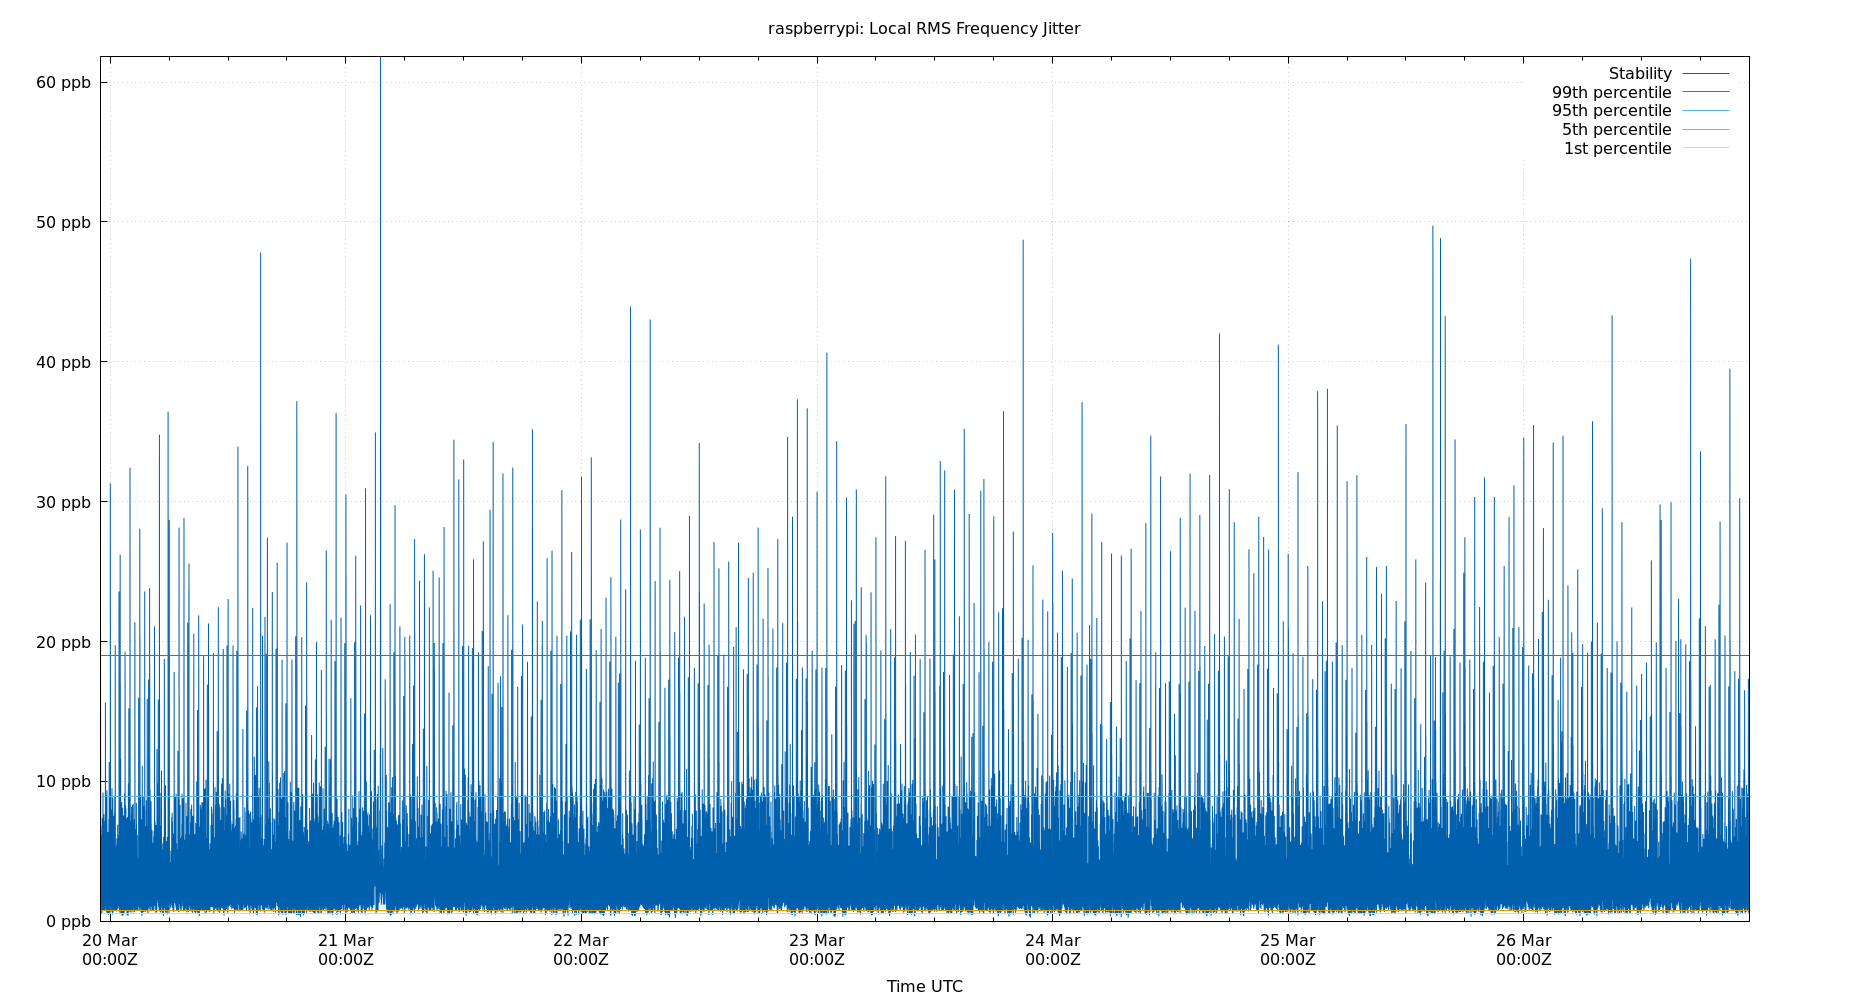 raspberrypi: Local RMS Frequency Jitter
60 ppb
50 ppb
40 ppb
30 ppb
20 ppb
10 ppb
0 ppb
Stability
99th percentile
95th percentile
5th percentile
1st percentile
20 Mar
00:00Z
21 Mar
00:00Z
22 Mar
00:00Z
23 Mar
00:00Z
24 Mar
00:00Z
25 Mar
00:00Z
26 Mar
00:00Z
Time UTC